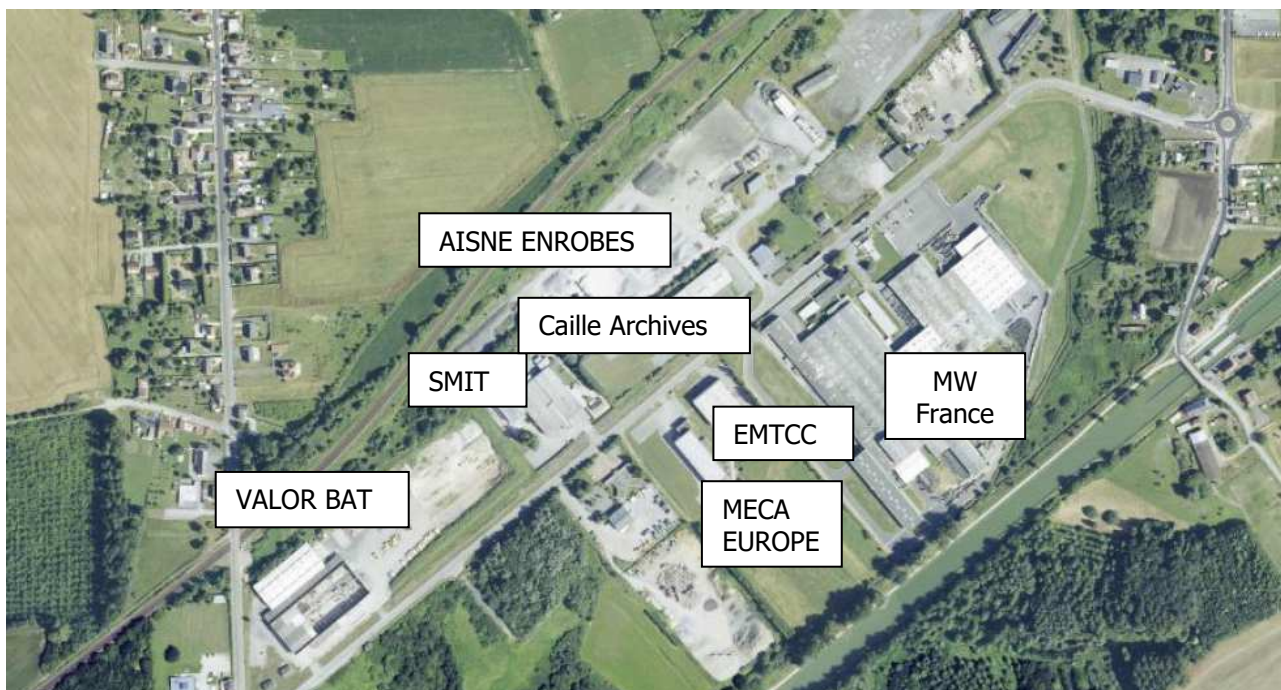 AISNE ENROBES
Caille Archives
SMIT
MW
France
EMTCC
VALOR BAT
MECA
EUROPE